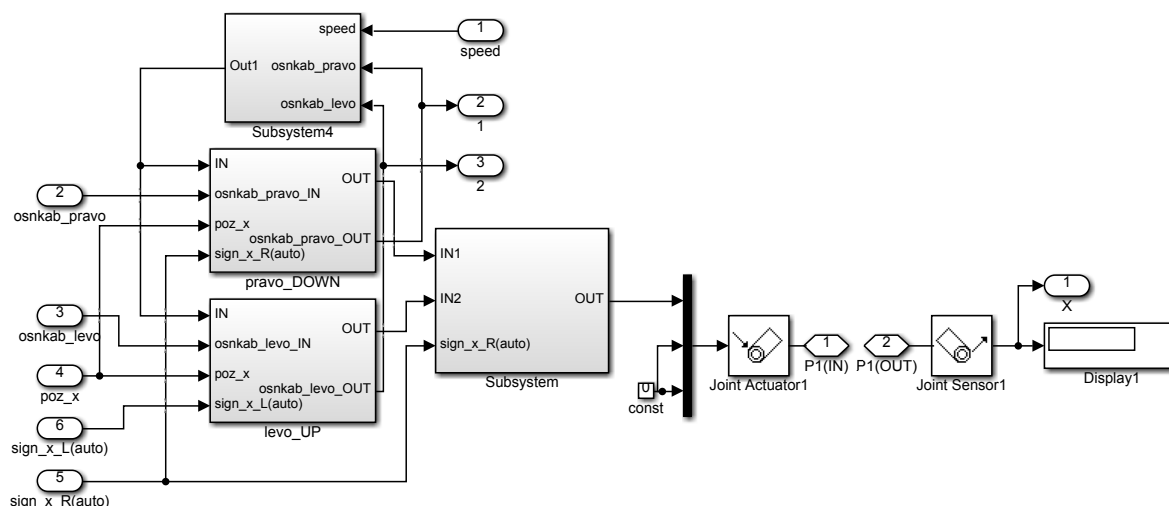 speed
1
speed
Out1
osnkab_pravo
osnkab_levo
2
1
Subsystem4
3
2
IN
OUT
osnkab_pravo_IN
2
osnkab_pravo
poz_x
osnkab_pravo_OUT
sign_x_R(auto)
pravo_DOWN
IN1
IN2
OUT
sign_x_R(auto)
Subsystem
IN
OUT
osnkab_levo_IN
3
osnkab_levo
poz_x
osnkab_levo_OUT
sign_x_L(auto)
levo_UP
4
poz_x
6
sign_x_L(auto)
5
sign_x_R(auto)
0
const
Joint Actuator1
1
P1(IN)
2
P1(OUT)
Joint Sensor1
1
X
Display1